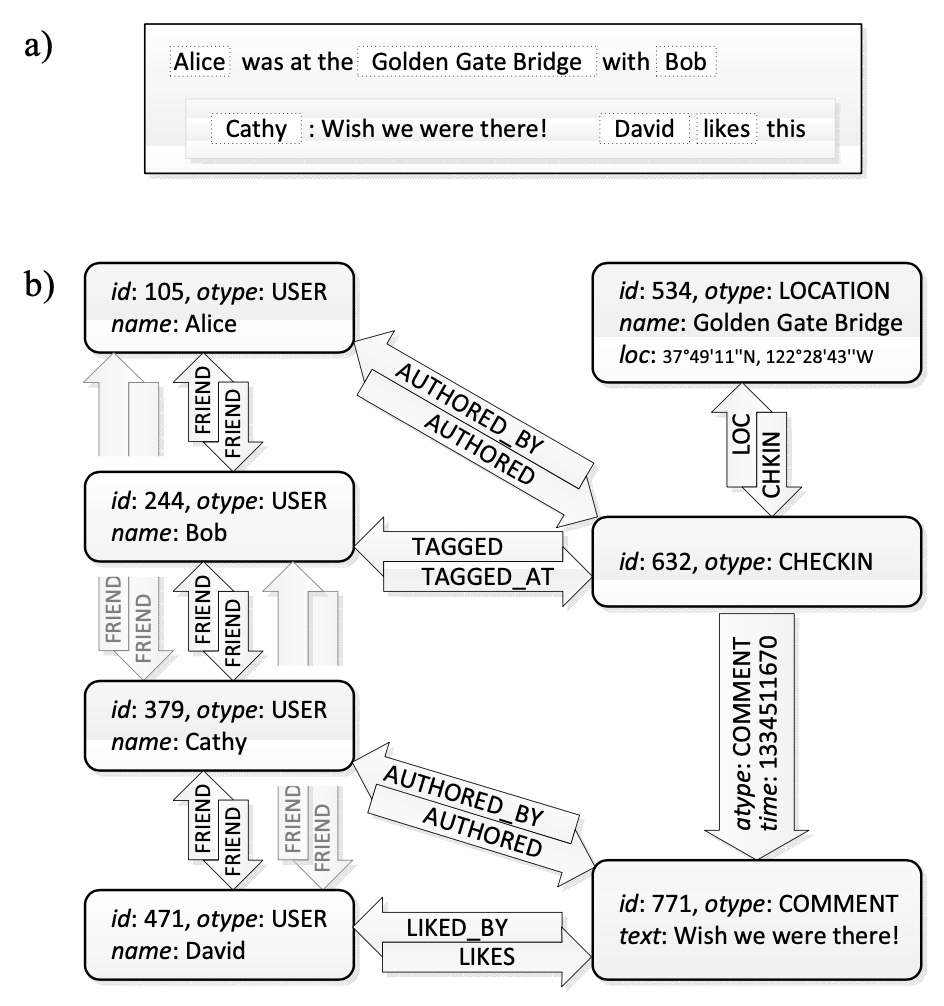 a)
Alice was at the Golden Gate Bridge with Bob
Cathy : Wish we were there! David likes this
b)
id: 105, otype: USER
name: Alice
id: 534, otype: LOCATION
name: Golden Gate Bridge
loc: 37°49'11''N, 122°28'43''W
FRIEND
FRIEND
AUTHORED_BY
AUTHORED
LOC
CHKIN
id: 244, otype: USER
name: Bob
TAGGED
TAGGED_AT
id: 632, otype: CHECKIN
FRIEND
FRIEND
FRIEND
FRIEND
atype: COMMENT
time: 1334511670
id: 379, otype: USER
name: Cathy
AUTHORED_BY
AUTHORED
FRIEND
FRIEND
FRIEND
FRIEND
id: 471, otype: USER
name: David
LIKED_BY
LIKES
id: 771, otype: COMMENT
text: Wish we were there!